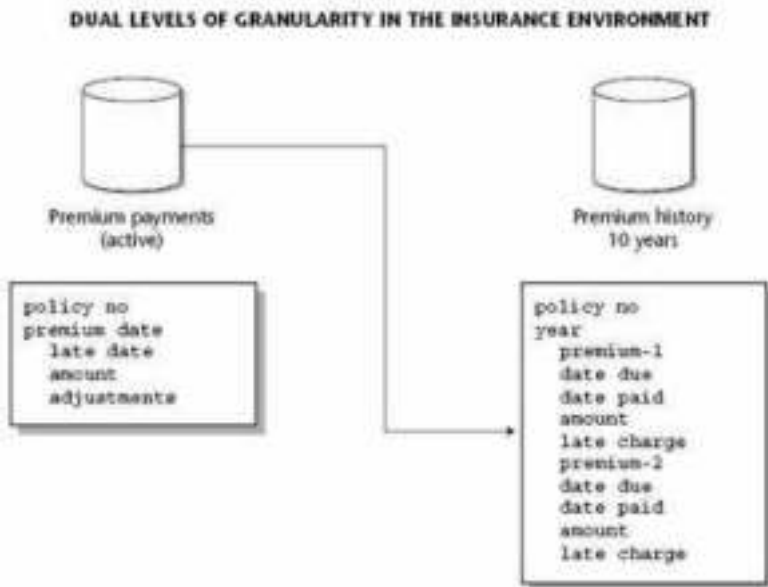 DUAL LEVELS OF GRANULARITY IN THE INSURANCE ENVIRONMENT
Premium payments
(active)
policy no
premium date
late date
amount
adjustments
Premium history
10 years
policy no
year
premium-1
date due
date paid
amount
late charge
premium-2
date due
date paid
amount
late charge